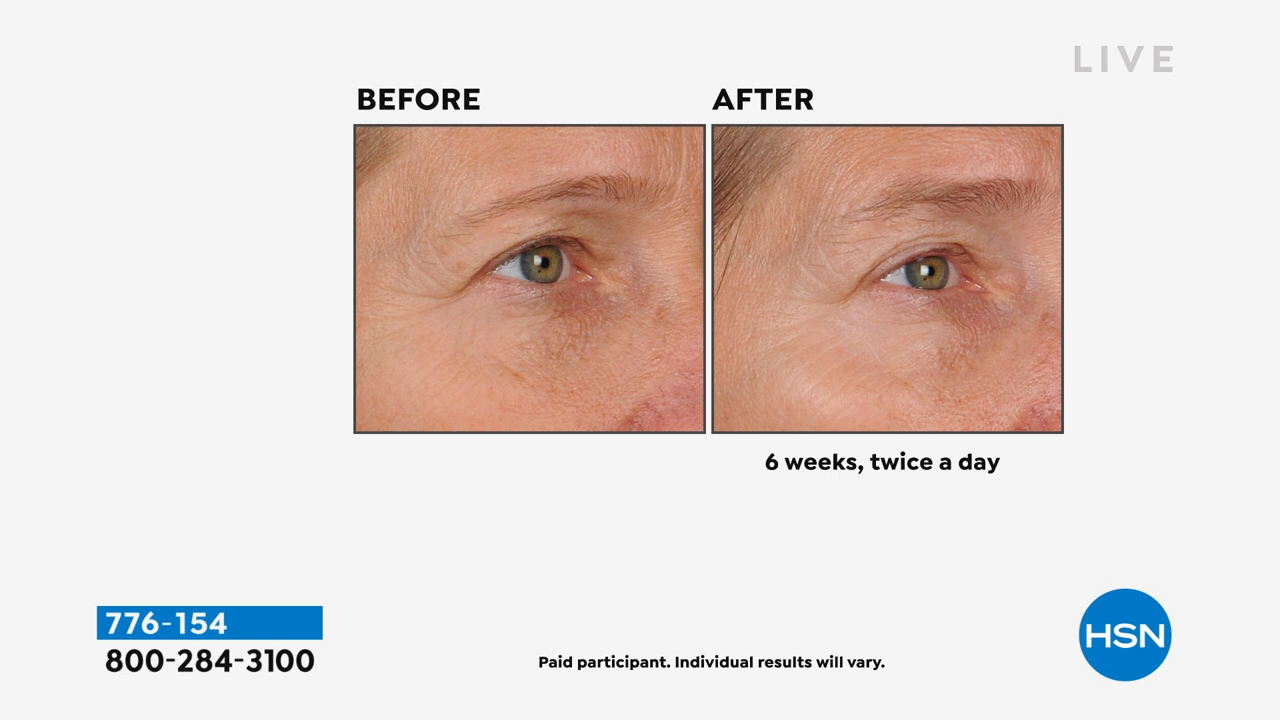 LIVE
BEFORE
AFTER
6 weeks, twice a day
776-154
800-284-3100
Paid participant. Individual results will vary.
HSN